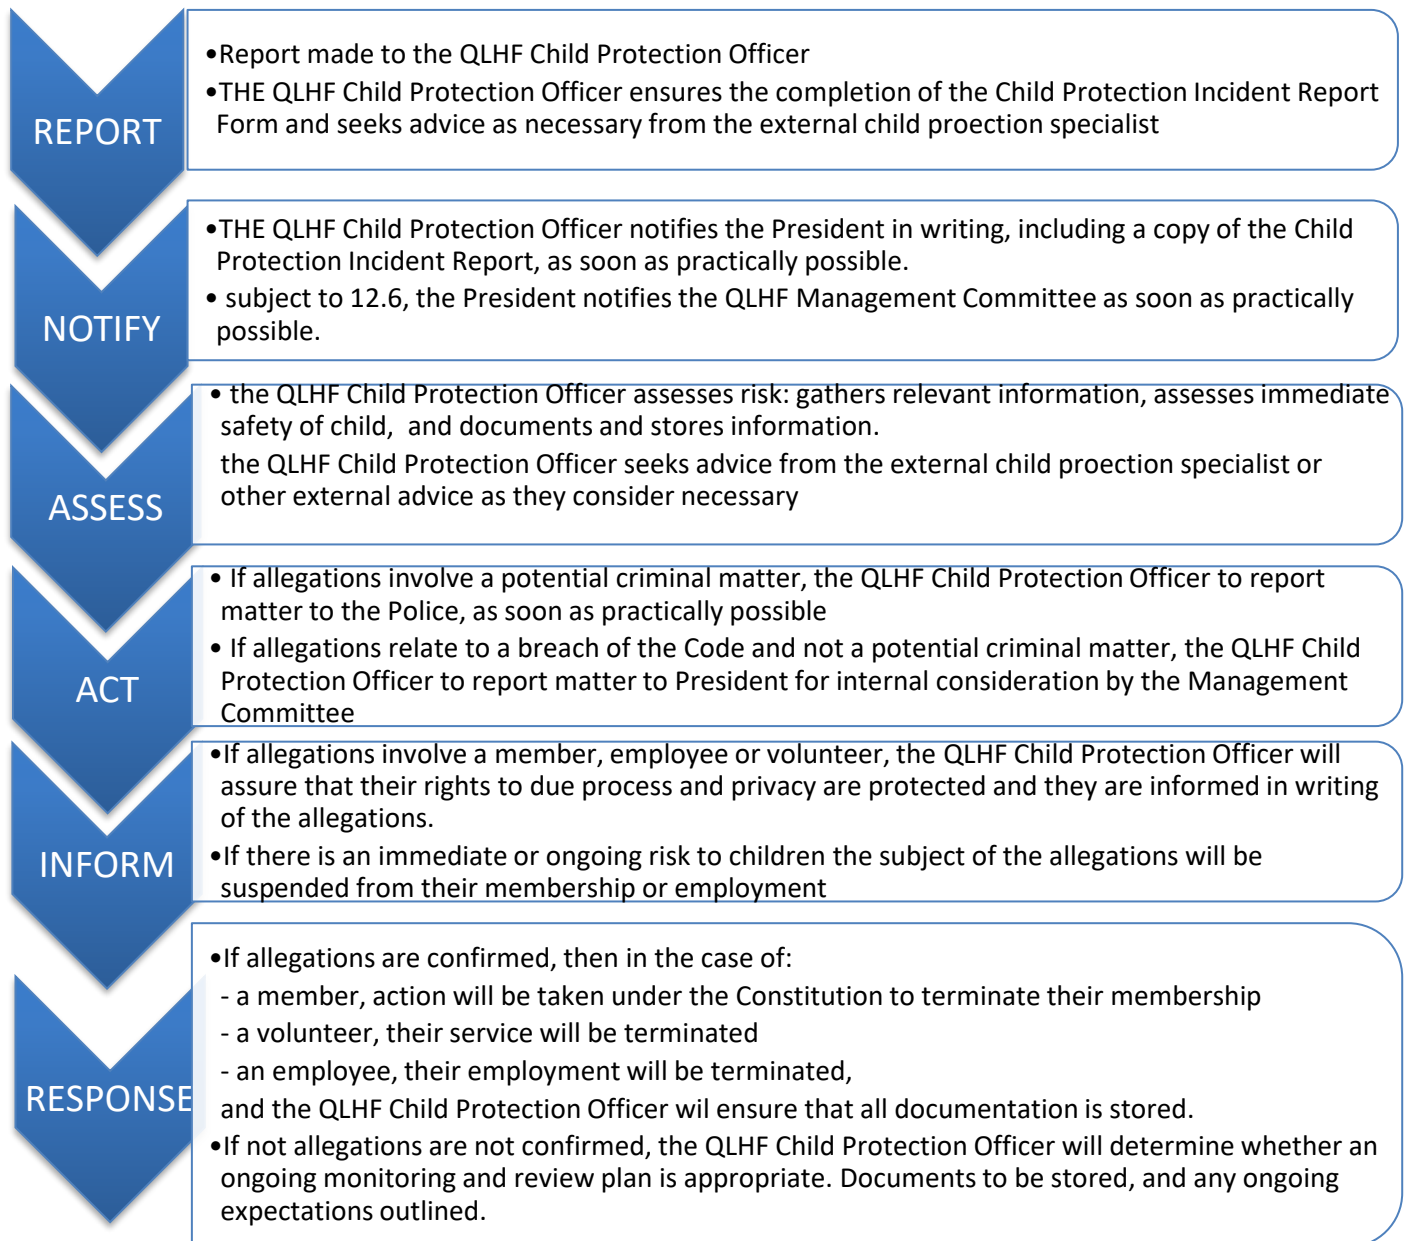 REPORT
•Report made to the QLHF Child Protection Officer
•THE QLHF Child Protection Officer ensures the completion of the Child Protection Incident Report
Form and seeks advice as necessary from the external child proection specialist
NOTIFY
•THE QLHF Child Protection Officer notifies the President in writing, including a copy of the Child
Protection Incident Report, as soon as practically possible.
• subject to 12.6, the President notifies the QLHF Management Committee as soon as practically
possible.
ASSESS
• the QLHF Child Protection Officer assesses risk: gathers relevant information, assesses immediate
safety of child, and documents and stores information.
the QLHF Child Protection Officer seeks advice from the external child proection specialist or
other external advice as they consider necessary
ACT
• If allegations involve a potential criminal matter, the QLHF Child Protection Officer to report
matter to the Police, as soon as practically possible
• If allegations relate to a breach of the Code and not a potential criminal matter, the QLHF Child
Protection Officer to report matter to President for internal consideration by the Management
Committee
INFORM
•If allegations involve a member, employee or volunteer, the QLHF Child Protection Officer will
assure that their rights to due process and privacy are protected and they are informed in writing
of the allegations.
•If there is an immediate or ongoing risk to children the subject of the allegations will be
suspended from their membership or employment
RESPONSE
•If allegations are confirmed, then in the case of:
- a member, action will be taken under the Constitution to terminate their membership
- a volunteer, their service will be terminated
- an employee, their employment will be terminated,
and the QLHF Child Protection Officer wil ensure that all documentation is stored.
•If not allegations are not confirmed, the QLHF Child Protection Officer will determine whether an
ongoing monitoring and review plan is appropriate. Documents to be stored, and any ongoing
expectations outlined.